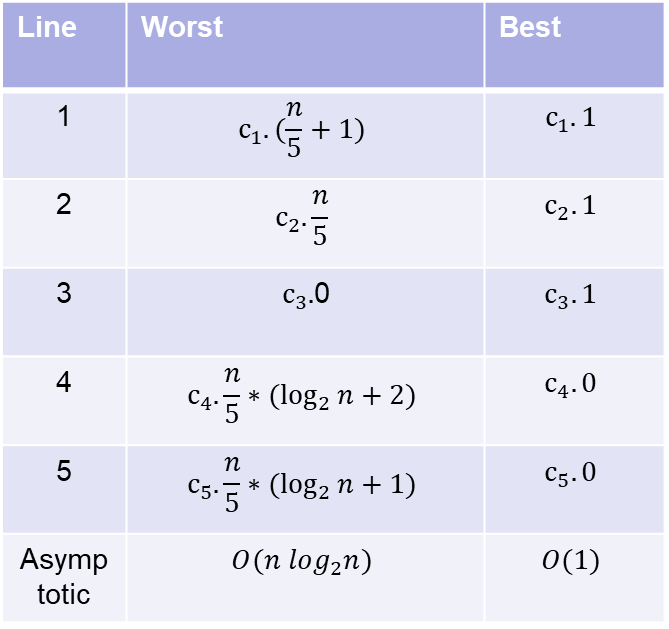 Line Worst Best
1 c₁.(n/5 + 1) c₁.1
2 c₂.n/5 c₂.1
3 c₃.0 c₃.1
4 c₄.n/5 * (log₂ n + 2) c₄.0
5 c₅.n/5 * (log₂ n + 1) c₅.0
Asymp O(n log₂n) O(1)
totic